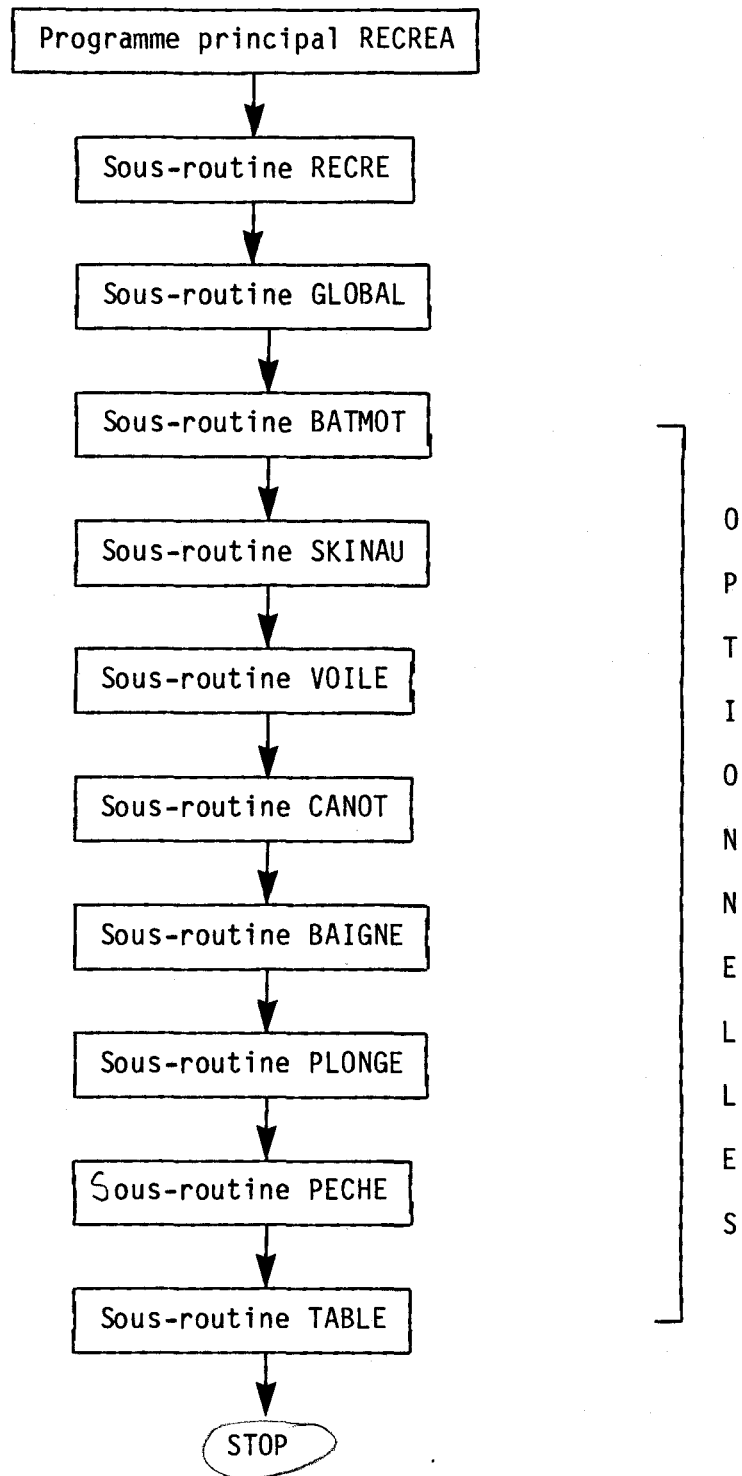 Programme principal RECREA
Sous-routine RECRE
Sous-routine GLOBAL
Sous-routine BATMOT
Sous-routine SKINAU
Sous-routine VOILE
Sous-routine CANOT
Sous-routine BAIGNE
Sous-routine PLONGE
Sous-routine PECHE
Sous-routine TABLE
STOP
O
P
T
I
O
N
N
E
L
L
E
S